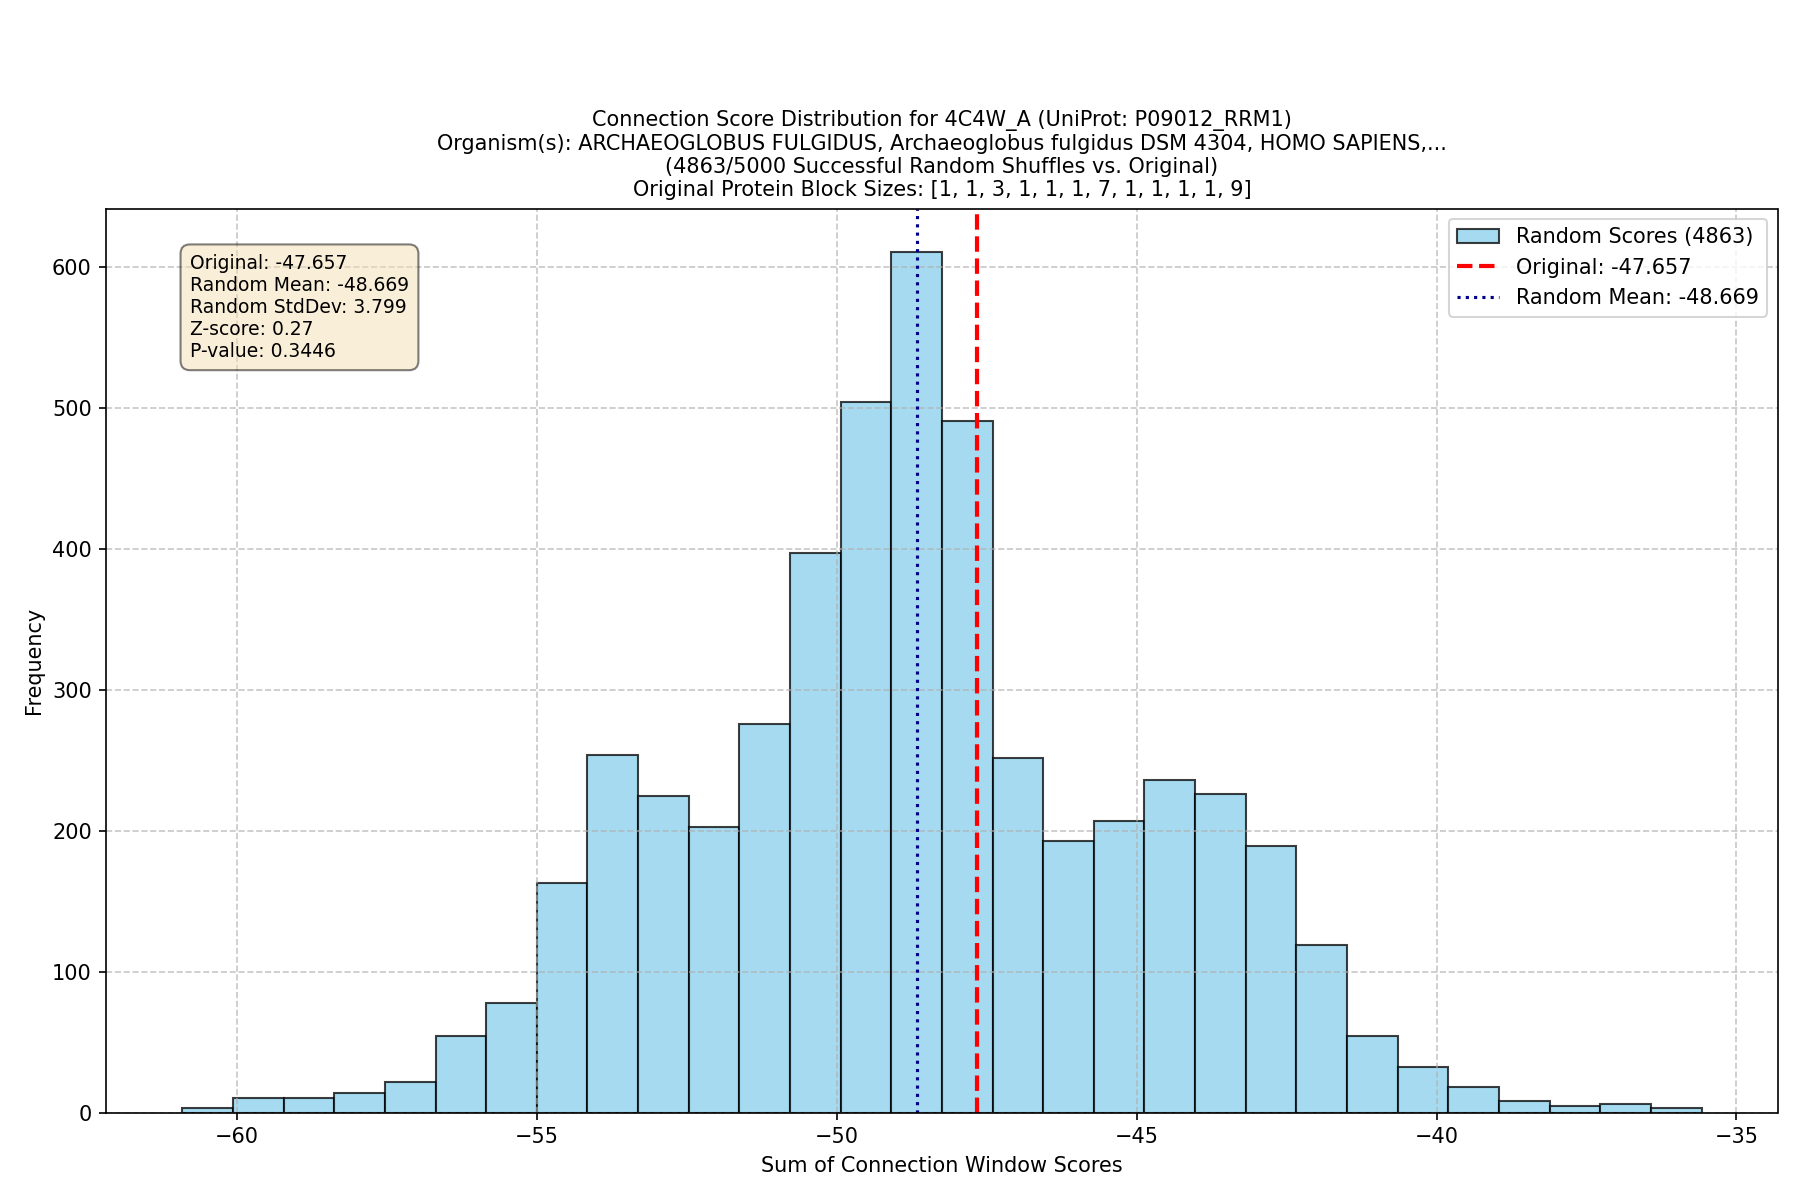 Connection Score Distribution for 4C4W_A (UniProt: P09012_RRM1)
Organism(s): ARCHAEOGLOBUS FULGIDUS, Archaeoglobus fulgidus DSM 4304, HOMO SAPIENS,...
(4863/5000 Successful Random Shuffles vs. Original)
Original Protein Block Sizes: [1, 1, 3, 1, 1, 1, 7, 1, 1, 1, 1, 9]
Original: -47.657
Random Mean: -48.669
Random StdDev: 3.799
Z-score: 0.27
P-value: 0.3446
Random Scores (4863)
Original: -47.657
Random Mean: -48.669
Frequency
600
500
400
300
200
100
0
−60
−55
−50
−45
−40
−35
Sum of Connection Window Scores